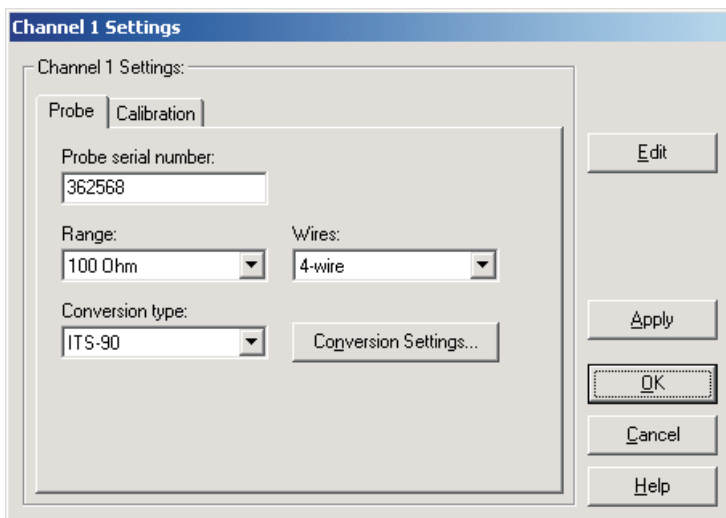 Channel 1 Settings
Channel 1 Settings:
Probe
Calibration
Probe serial number:
362568
Range:
Wires:
100 Ohm
4-wire
Conversion type:
ITS-90
Conversion Settings...
Edit
Apply
OK
Cancel
Help